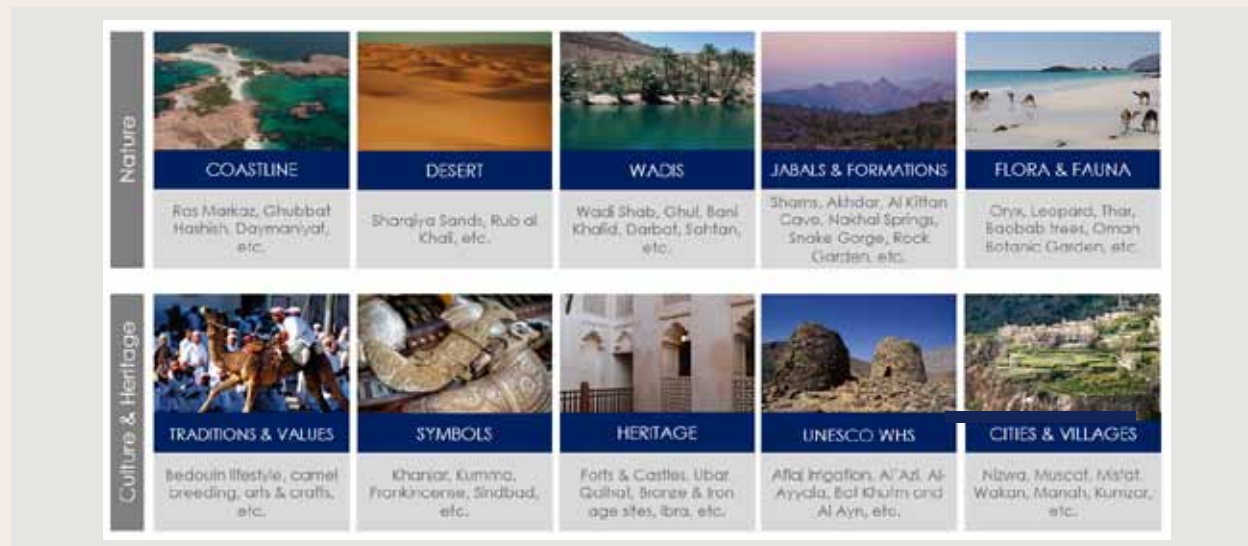 Nature
COASTLINE
Ras Markaz, Ghubbat
Hashish, Daymaniyat,
etc.
DESERT
Sharqiya Sands, Rub al
Khali, etc.
WADIS
Wadi Shab, Ghul, Bani
Khalid, Darbat, Sahtan,
etc.
JABALS & FORMATIONS
Shams, Akhdar, Al Kittan
Cave, Nakhal Springs,
Snake Gorge, Rock
Garden, etc.
FLORA & FAUNA
Oryx, Leopard, Thar,
Baobab trees, Oman
Botanic Garden, etc.
Culture & Heritage
TRADITIONS & VALUES
Bedouin lifestyle, camel
breeding, arts & crafts,
etc.
SYMBOLS
Khanjar, Kumma,
Frankincense, Sindbad,
etc.
HERITAGE
Forts & Castles, Ubar,
Qalhat, Bronze & Iron
age sites, Ibra, etc.
UNESCO WHS
Aflaj Irrigation, Al'Azi, Al-
Ayyala, Bat Khutm and
Al Ayn, etc.
CITIES & VILLAGES
Nizwa, Muscat, Misfat,
Wakan, Manah, Kumzar,
etc.